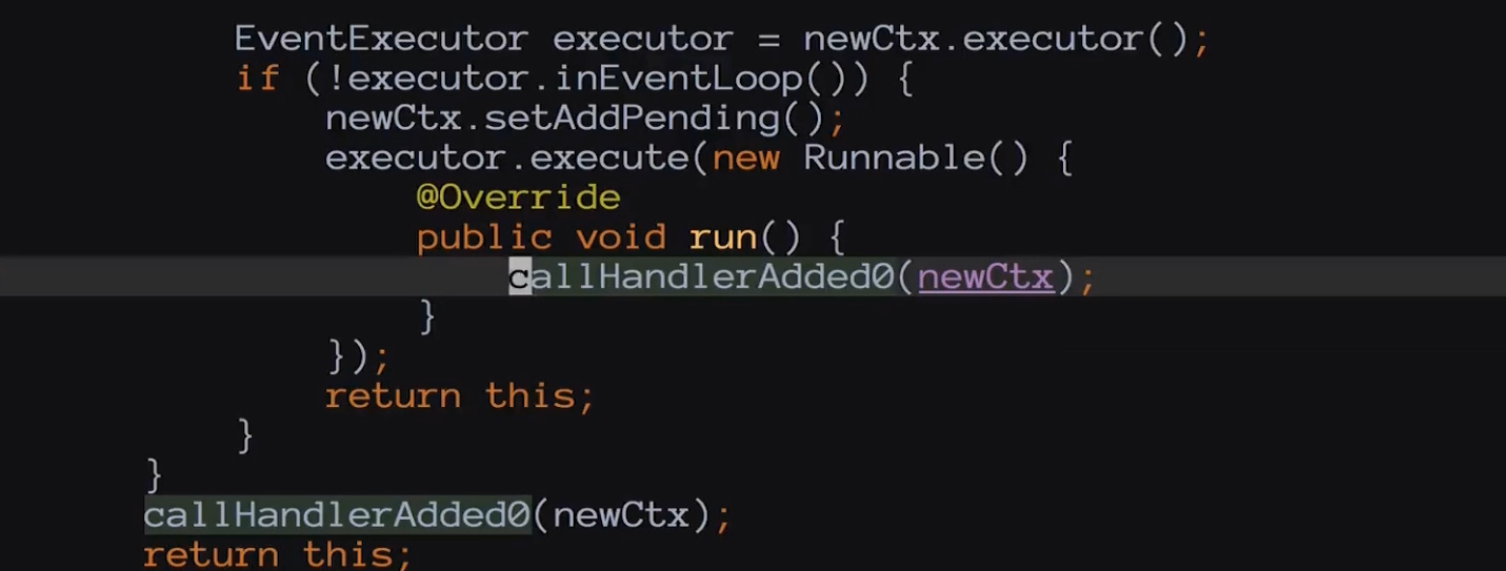 EventExecutor executor = newCtx.executor();
if (!executor.inEventLoop()) {
newCtx.setAddPending();
executor.execute(new Runnable() {
@Override
public void run() {
callHandlerAdded0(newCtx);
}
});
return this;
}
}
callHandlerAdded0(newCtx);
return this;